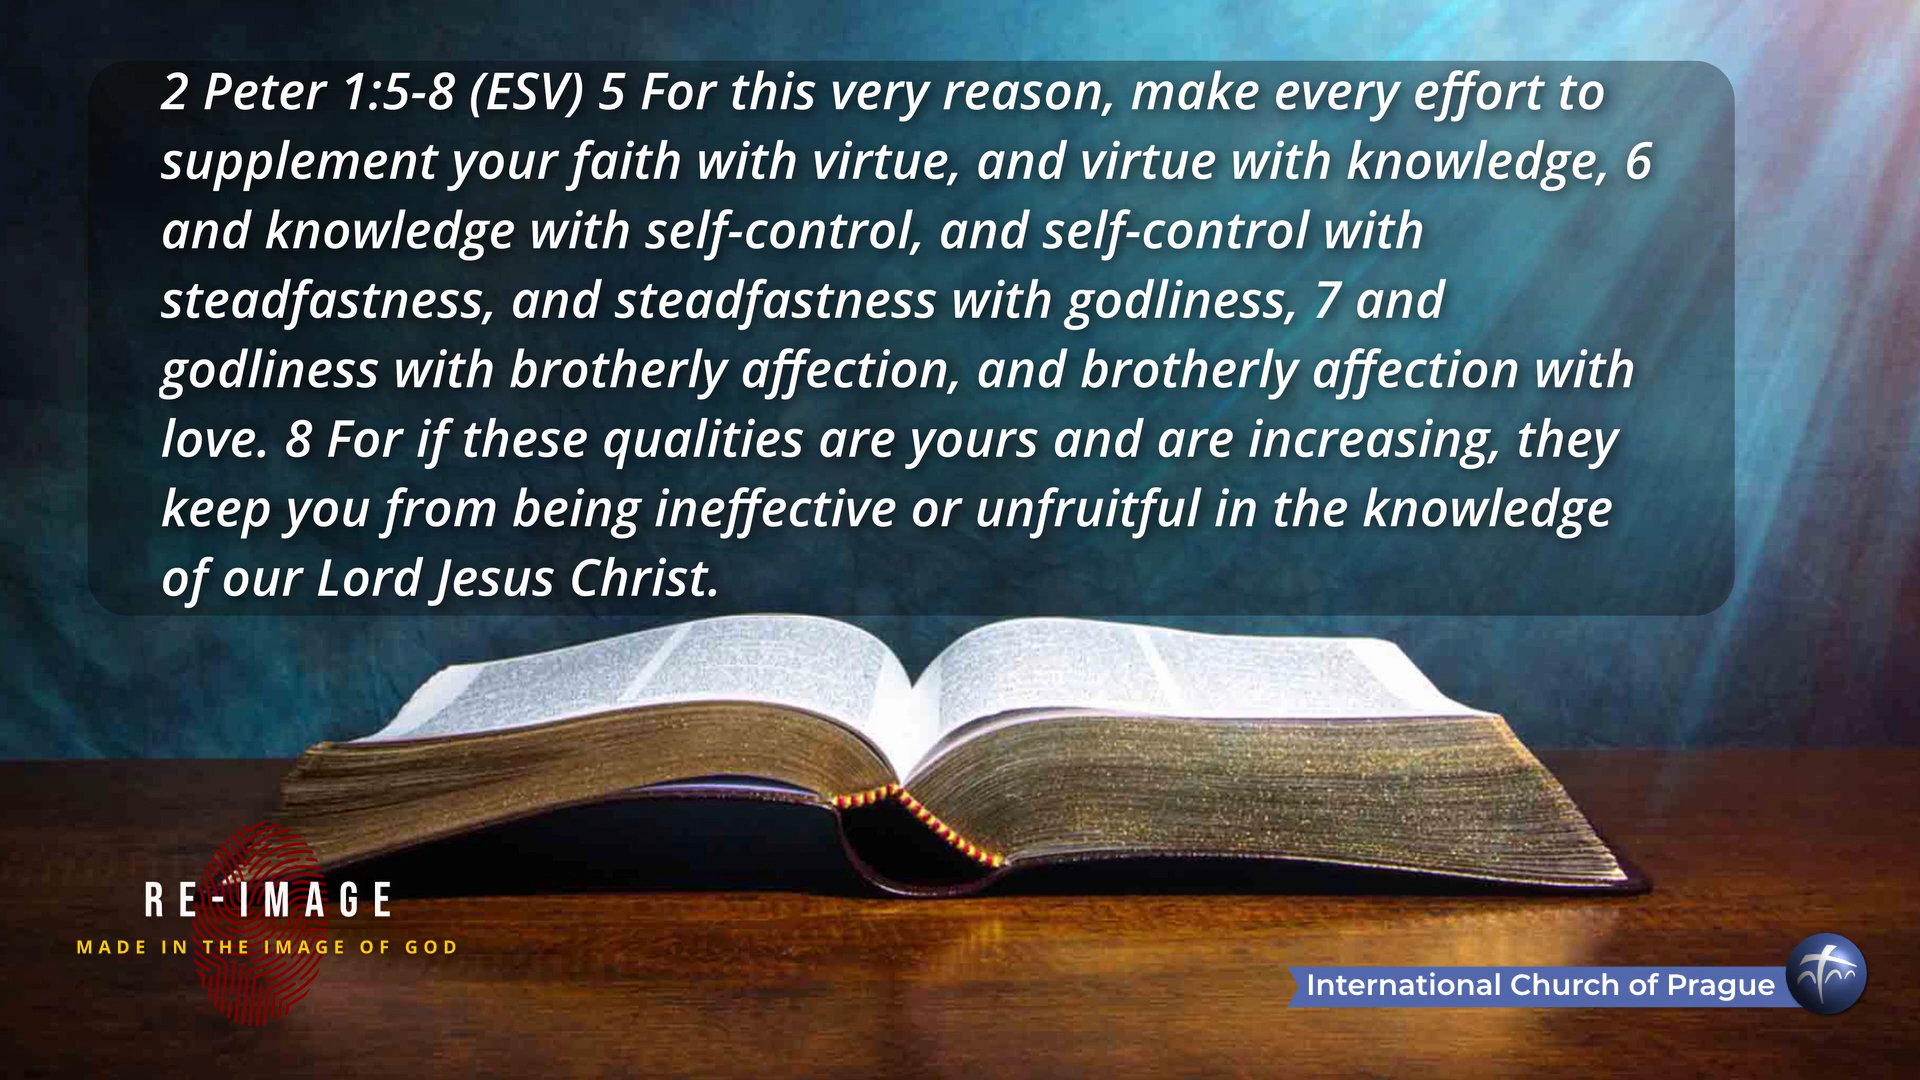 2 Peter 1:5-8 (ESV) 5 For this very reason, make every effort to
supplement your faith with virtue, and virtue with knowledge, 6
and knowledge with self-control, and self-control with
steadfastness, and steadfastness with godliness, 7 and
godliness with brotherly affection, and brotherly affection with
love. 8 For if these qualities are yours and are increasing, they
keep you from being ineffective or unfruitful in the knowledge
of our Lord Jesus Christ.
RE-IMAGE
MADE IN THE IMAGE OF GOD
International Church of Prague